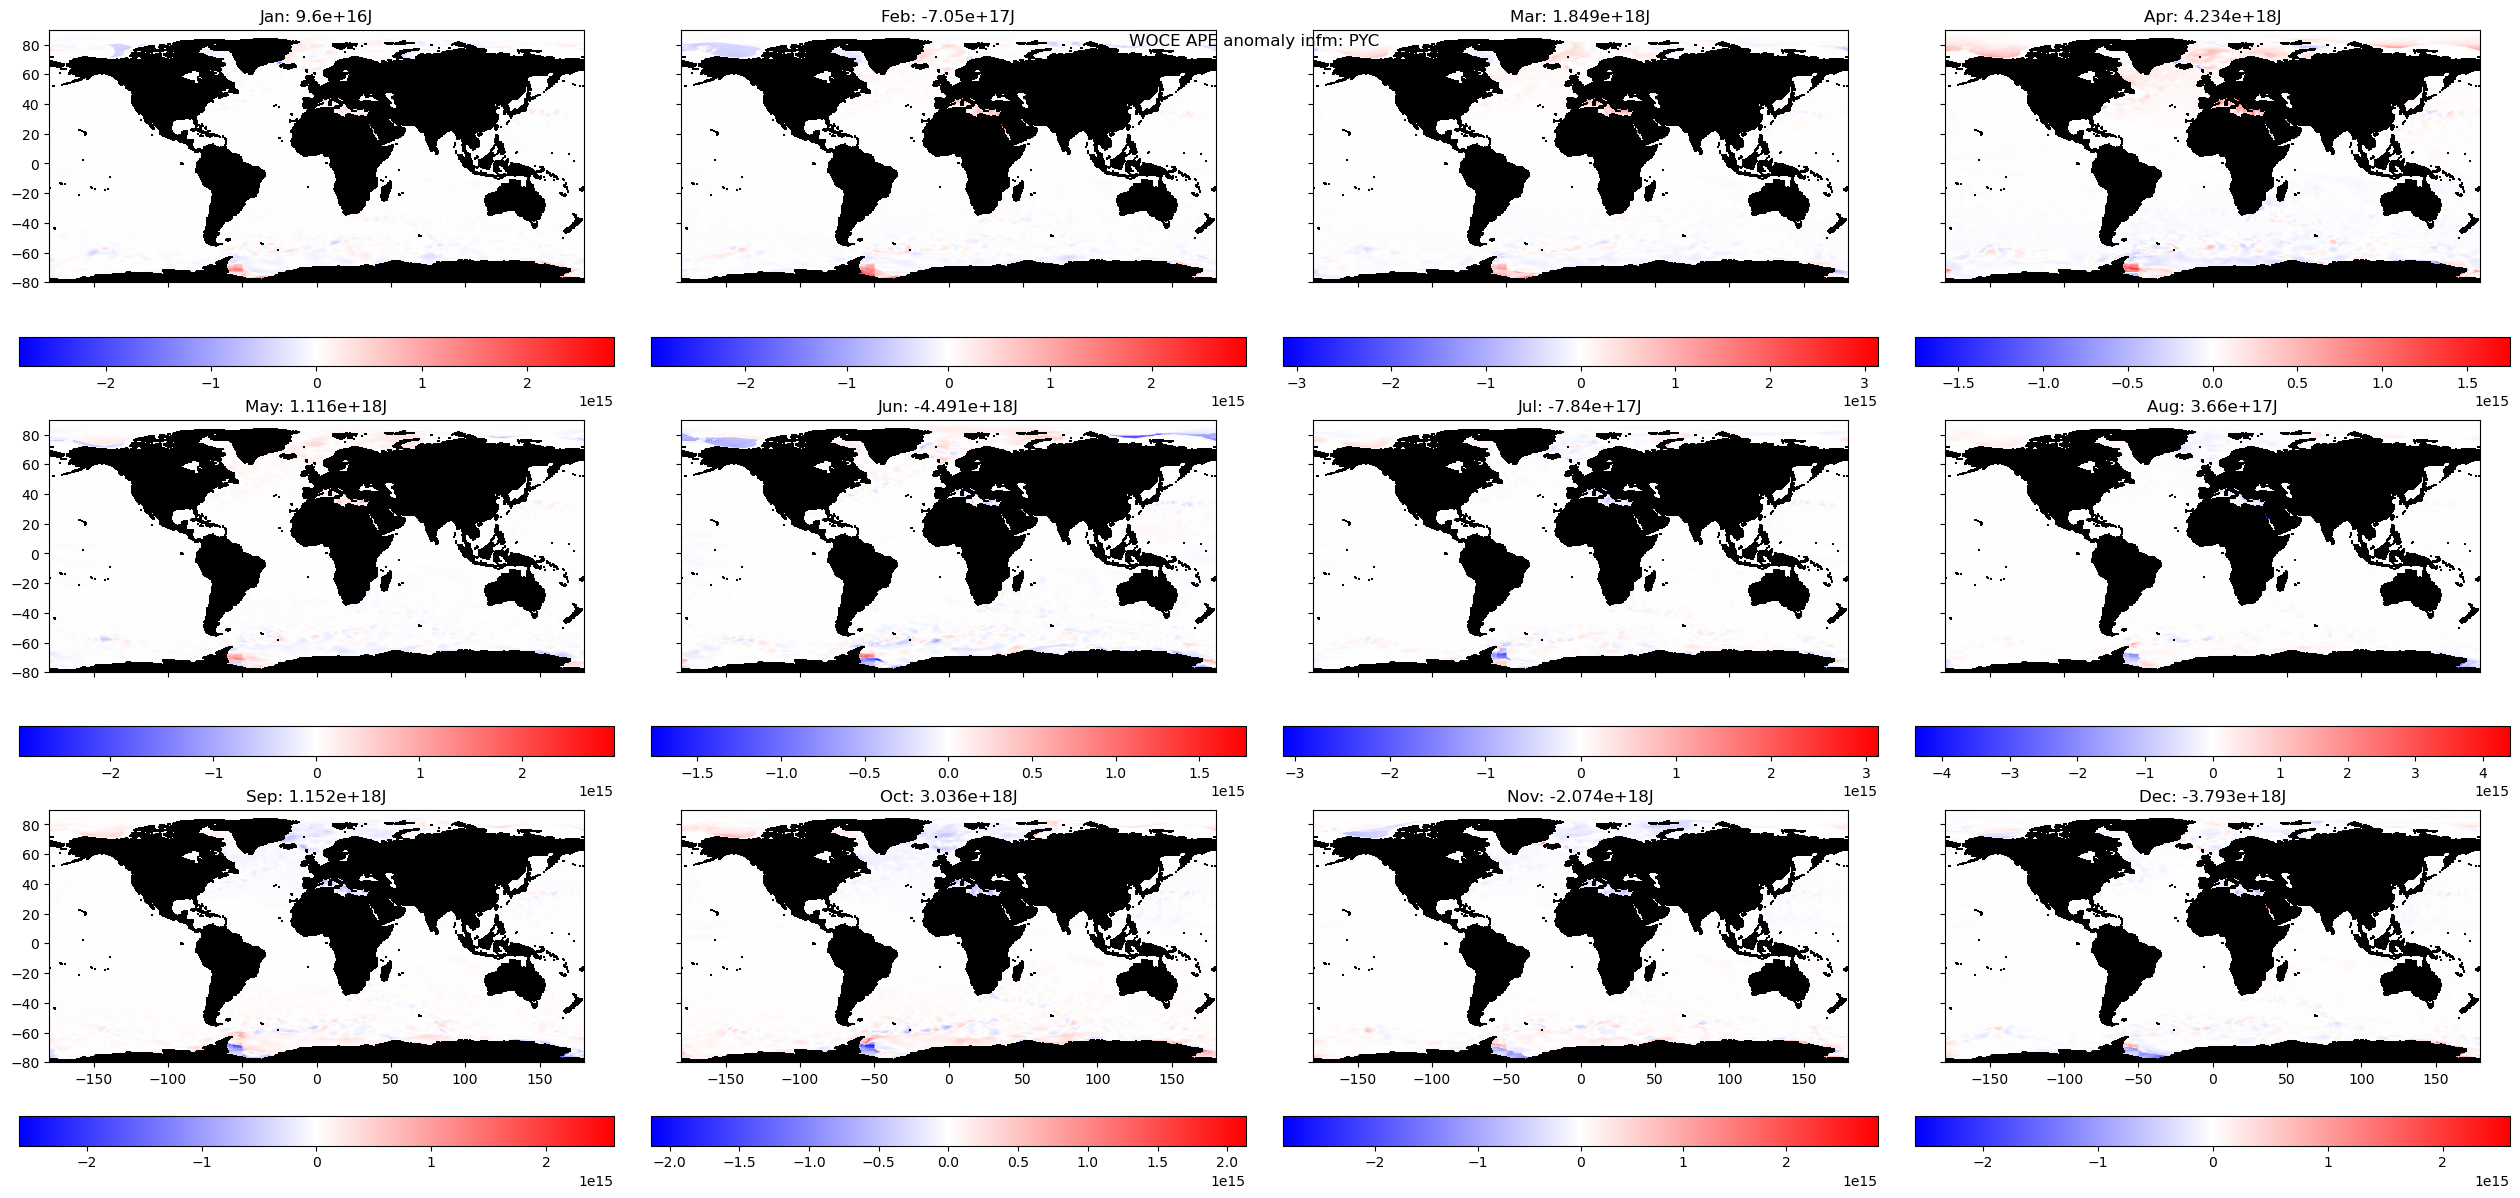 Jan: 9.6e+16J Feb: -7.05e+17J Mar: 1.849e+18J Apr: 4.234e+18J
WOCE APE anomaly infm: PYC
80
60
40
20
0
−20
−40
−60
−80
−2 −1 0 1 2 −2 −1 0 1 2 −3 −2 −1 0 1 2 3 −1.5 −1.0 −0.5 0.0 0.5 1.0 1.5
1e15 1e15 1e15 1e15
May: 1.116e+18J Jun: -4.491e+18J Jul: -7.84e+17J Aug: 3.66e+17J
80
60
40
20
0
−20
−40
−60
−80
−2 −1 0 1 2 −1.5 −1.0 −0.5 0.0 0.5 1.0 1.5 −3 −2 −1 0 1 2 3 −4 −3 −2 −1 0 1 2 3 4
1e15 1e15 1e15 1e15
Sep: 1.152e+18J Oct: 3.036e+18J Nov: -2.074e+18J Dec: -3.793e+18J
80
60
40
20
0
−20
−40
−60
−80
−150 −100 −50 0 50 100 150 −150 −100 −50 0 50 100 150 −150 −100 −50 0 50 100 150 −150 −100 −50 0 50 100 150
−2 −1 0 1 2 −2.0 −1.5 −1.0 −0.5 0.0 0.5 1.0 1.5 2.0 −2 −1 0 1 2 −2 −1 0 1 2
1e15 1e15 1e15 1e15